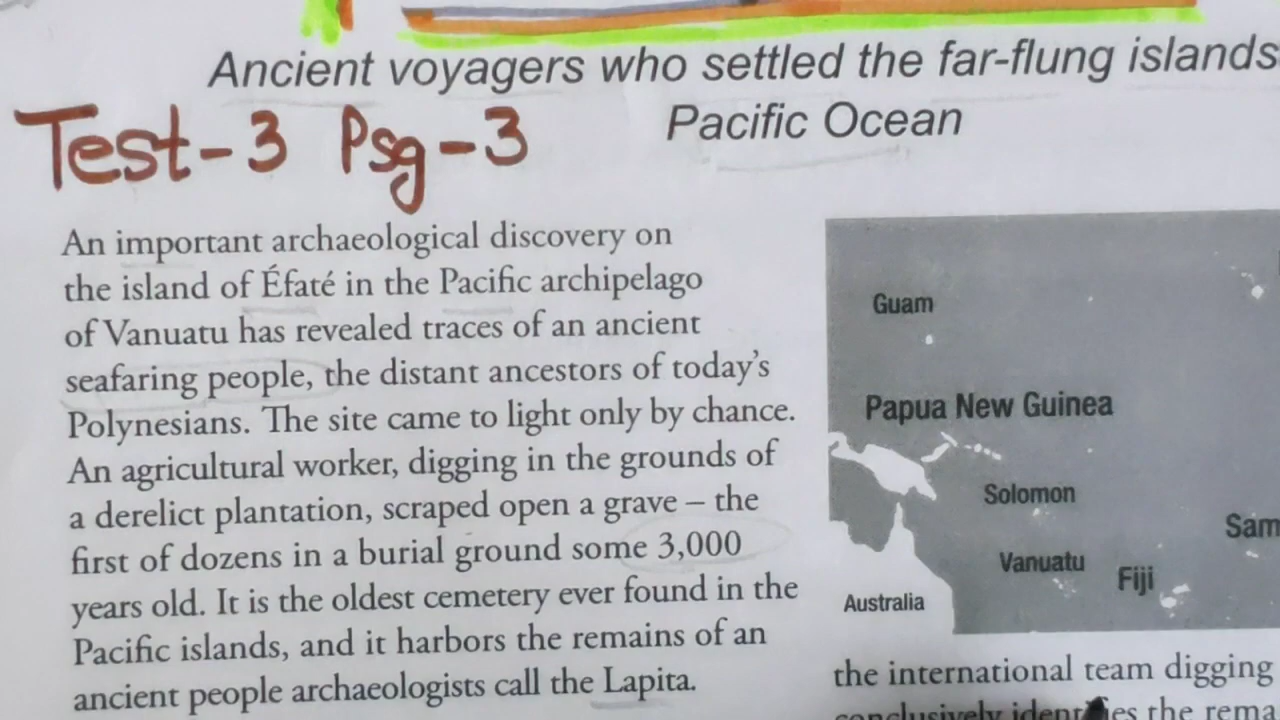 Ancient voyagers who settled the far-flung islands
Pacific Ocean
Test-3 Psg-3
An important archaeological discovery on
the island of Éfaté in the Pacific archipelago
of Vanuatu has revealed traces of an ancient
seafaring people, the distant ancestors of today's
Polynesians. The site came to light only by chance.
An agricultural worker, digging in the grounds of
a derelict plantation, scraped open a grave – the
first of dozens in a burial ground some 3,000
years old. It is the oldest cemetery ever found in the
Pacific islands, and it harbors the remains of an
ancient people archaeologists call the Lapita.
Guam
Papua New Guinea
Solomon
Sam
Vanuatu
Fiji
Australia
the international team digging
conclusively identifies the rema